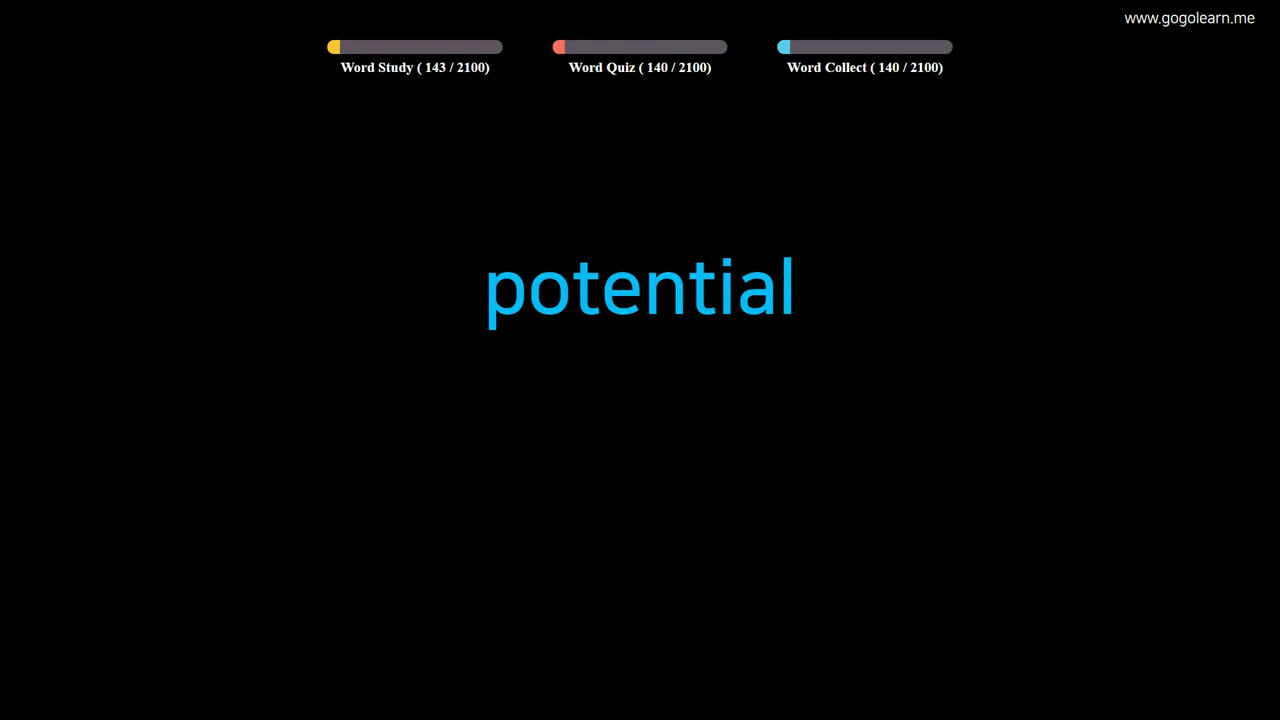 www.gogolearn.me
Word Study ( 143 / 2100)
Word Quiz ( 140 / 2100)
Word Collect ( 140 / 2100)
potential